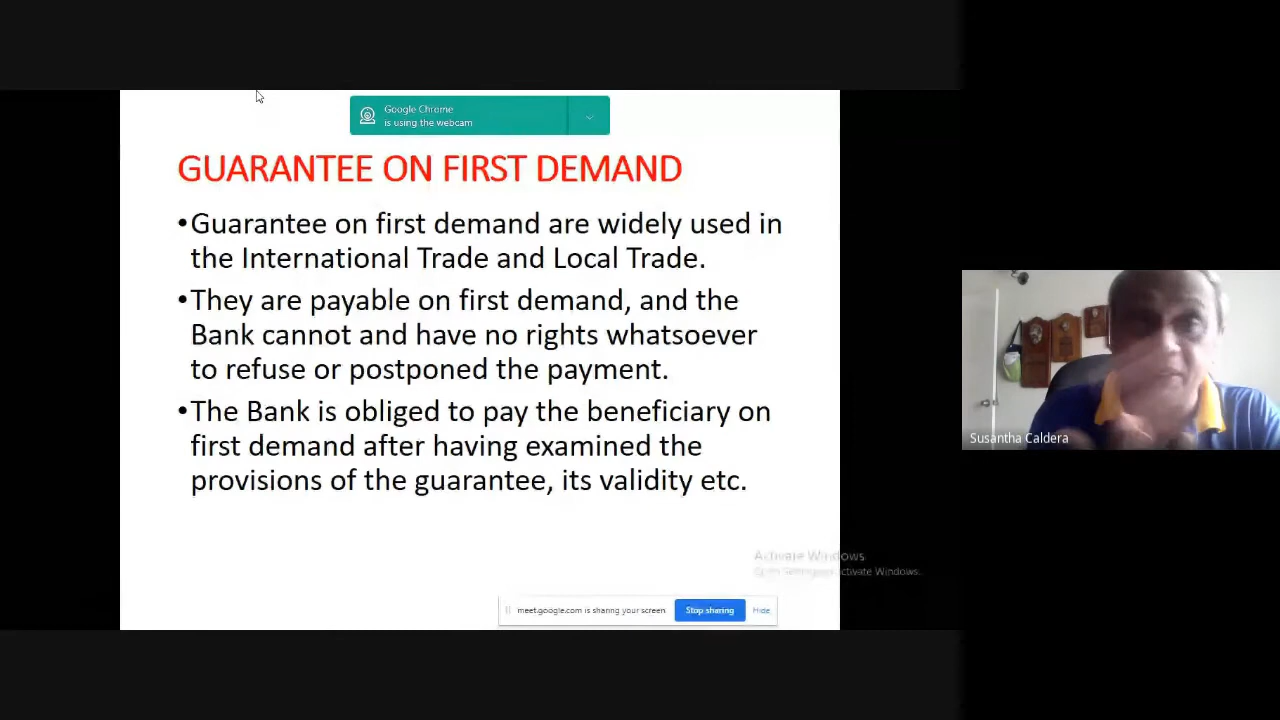 Google Chrome
is using the webcam
GUARANTEE ON FIRST DEMAND
•Guarantee on first demand are widely used in
the International Trade and Local Trade.
•They are payable on first demand, and the
Bank cannot and have no rights whatsoever
to refuse or postponed the payment.
•The Bank is obliged to pay the beneficiary on
first demand after having examined the
provisions of the guarantee, its validity etc.
Susantha Caldera
Activate Windows
activate Windows.
meet.google.com is sharing your screen
Stop sharing
Hide